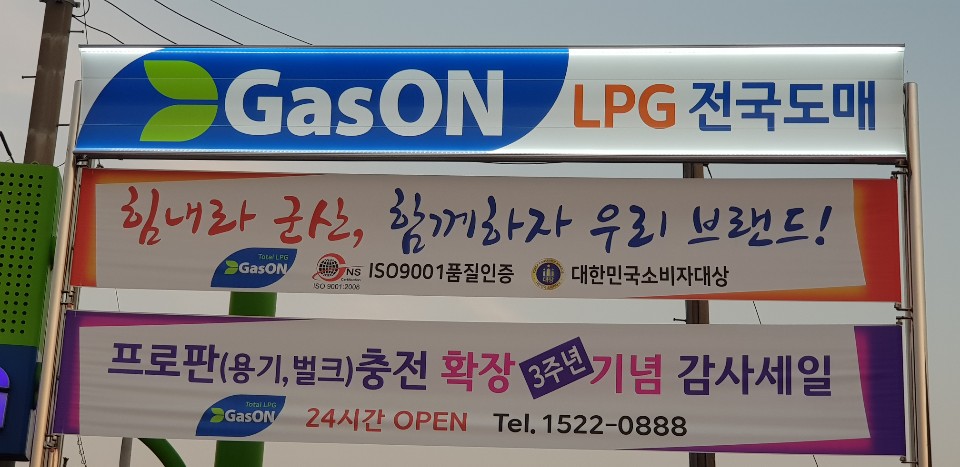 GasON LPG 전국도매
힘내라 군산, 함께하자 우리 브랜드!
Total LPG
GasON
NS
Certification
ISO 9001:2008
ISO9001품질인증
대한민국소비자대상
프로판(용기,벌크)충전 확장 3주년 기념 감사세일
Total LPG
GasON
24시간 OPEN Tel.1522-0888